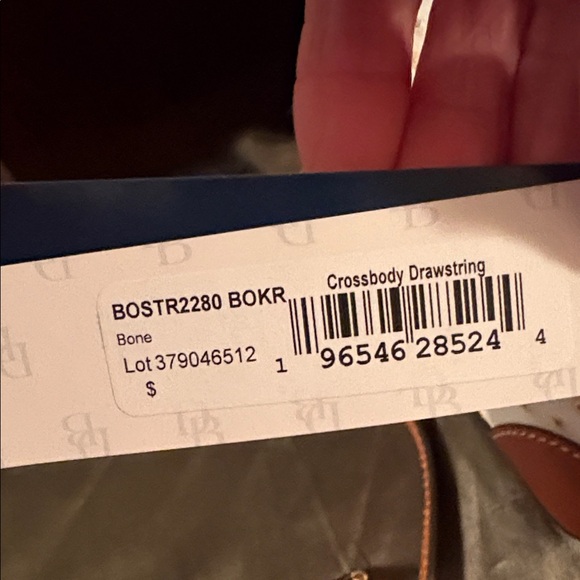 Crossbody Drawstring
BOSTR2280 BOKR
Bone
Lot 379046512
$
1 96546 28524 4